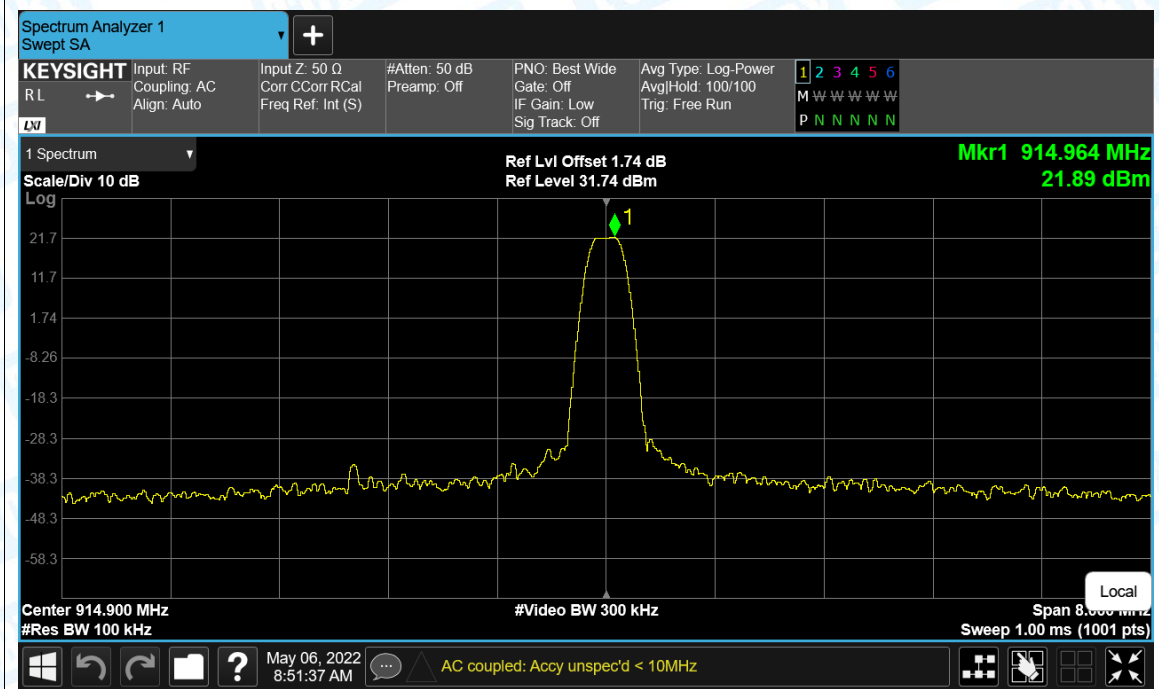 Spectrum Analyzer 1
Swept SA
KEYSIGHT
R L
LXI
Input: RF
Coupling: AC
Align: Auto
Input Z: 50 Ω
Corr CCorr RCal
Freq Ref: Int (S)
#Atten: 50 dB
Preamp: Off
PNO: Best Wide
Gate: Off
IF Gain: Low
Sig Track: Off
Avg Type: Log-Power
Avg|Hold: 100/100
Trig: Free Run
1 2 3 4 5 6
M W W W W W
P N N N N N
1 Spectrum
Scale/Div 10 dB
Log
Ref Lvl Offset 1.74 dB
Ref Level 31.74 dBm
Mkr1 914.964 MHz
21.89 dBm
1
21.7
11.7
1.74
-8.26
-18.3
-28.3
-38.3
-48.3
-58.3
Local
Center 914.900 MHz
#Res BW 100 kHz
#Video BW 300 kHz
Span
Sweep 1.00 ms (1001 pts)
?
May 06, 2022
8:51:37 AM
AC coupled: Accy unspec'd < 10MHz